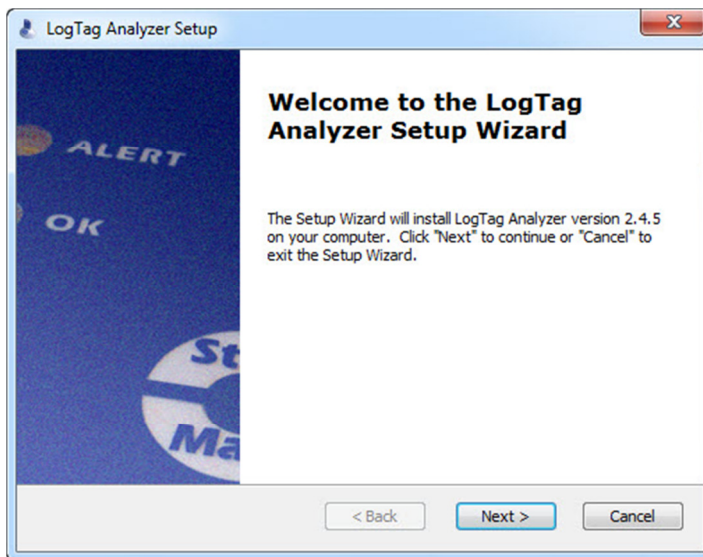 LogTag Analyzer Setup
ALERT
OK
St
Ma
Welcome to the LogTag
Analyzer Setup Wizard
The Setup Wizard will install LogTag Analyzer version 2.4.5
on your computer. Click "Next" to continue or "Cancel" to
exit the Setup Wizard.
< Back
Next >
Cancel